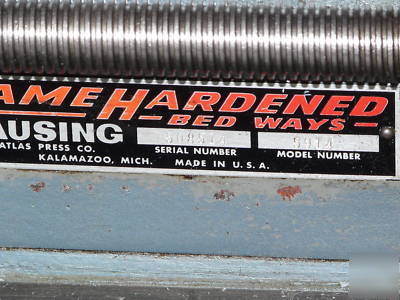 AME HARDENED
BED WAYS
AUSING
ATLAS PRESS CO.
SERIAL NUMBER
MODEL NUMBER
KALAMAZOO, MICH.
MADE IN U.S.A.